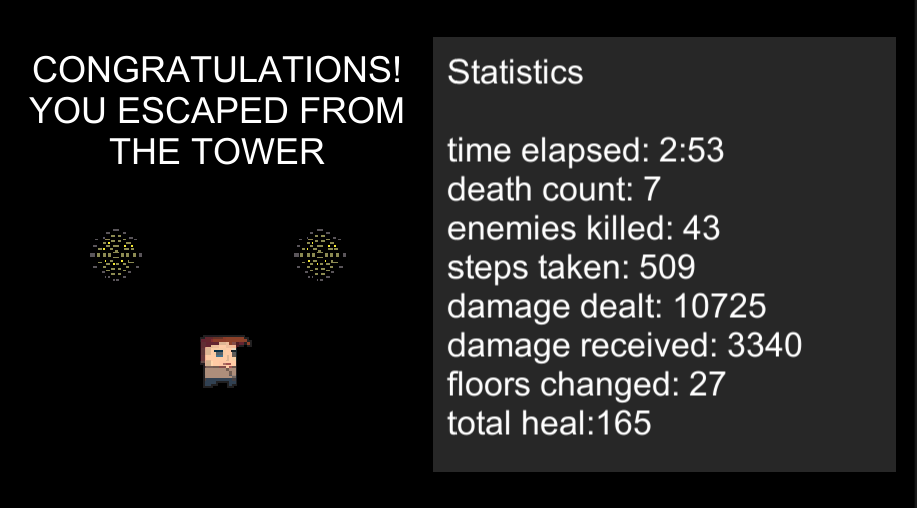 CONGRATULATIONS!
YOU ESCAPED FROM
THE TOWER
Statistics
time elapsed: 2:53
death count: 7
enemies killed: 43
steps taken: 509
damage dealt: 10725
damage received: 3340
floors changed: 27
total heal:165